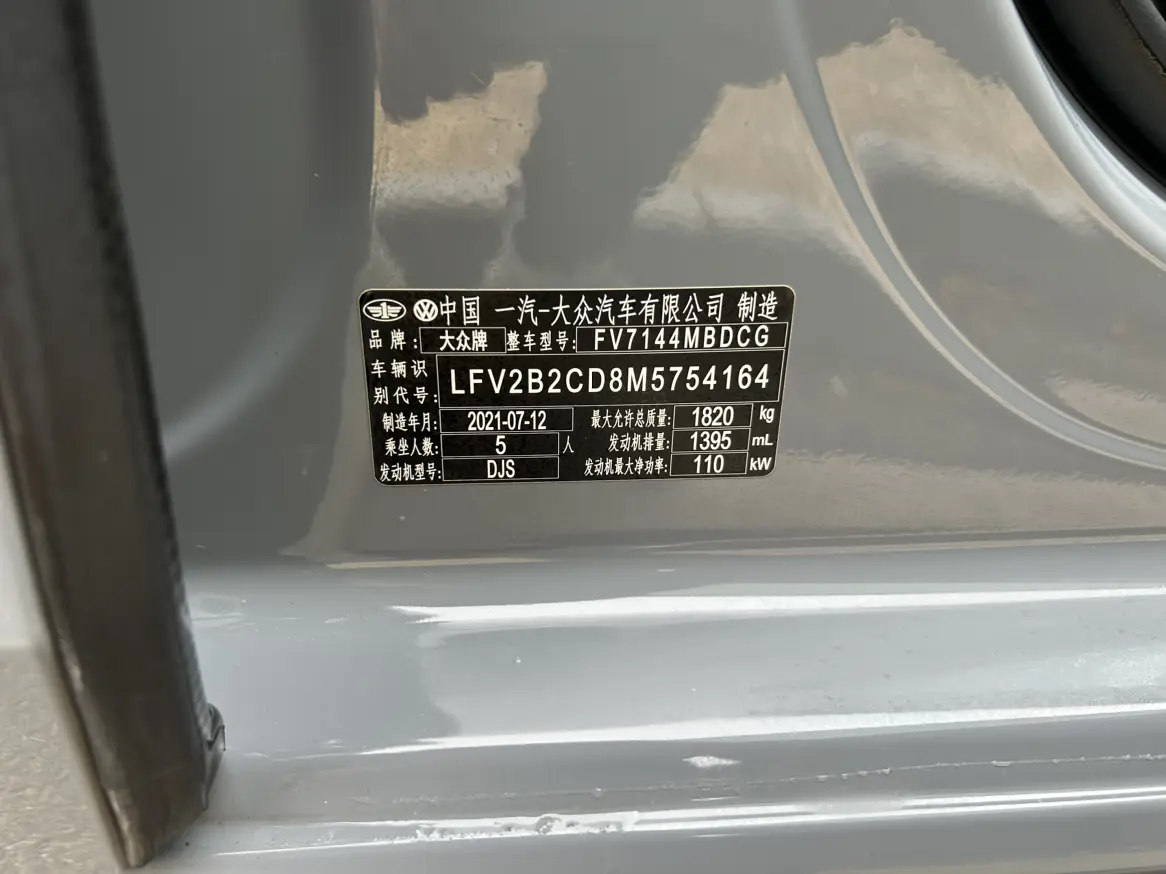 中国 一汽-大众汽车有限公司 制造
品牌: 大众牌 整车型号: FV7144MBDCG
车辆识别代号: LFV2B2CD8M5754164
制造年月: 2021-07-12 最大允许总质量: 1820 kg
乘坐人数: 5 人 发动机排量: 1395 mL
发动机型号: DJS 发动机最大净功率: 110 kW